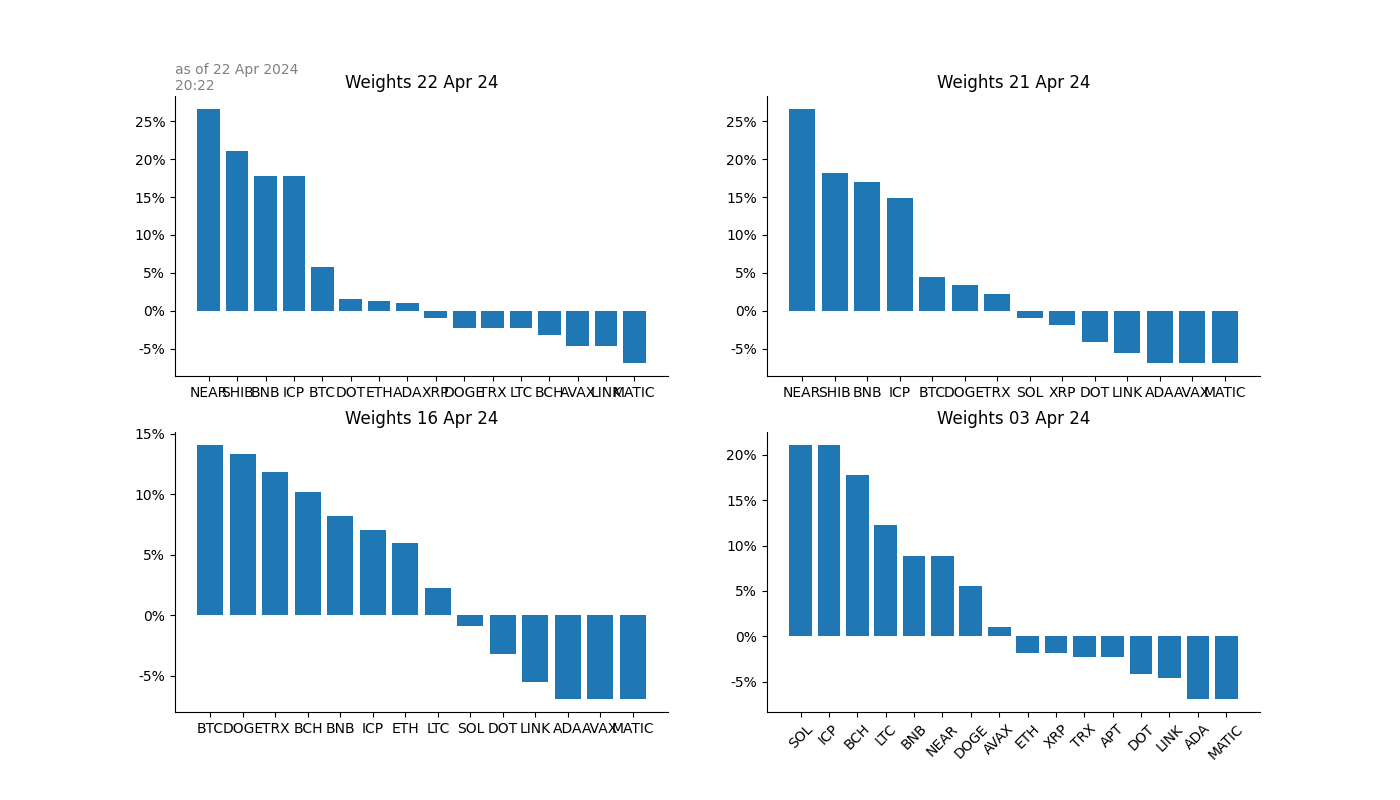 as of 22 Apr 2024
20:22
Weights 22 Apr 24
25%
20%
15%
10%
5%
0%
-5%
NEAR SHIB BNB ICP BTC DOT ETH ADA XRP DOGE TRX LTC BCH AVAX LINK MATIC
Weights 21 Apr 24
25%
20%
15%
10%
5%
0%
-5%
NEAR SHIB BNB ICP BTC DOGE TRX SOL XRP DOT LINK ADA AVAX MATIC
Weights 16 Apr 24
15%
10%
5%
0%
-5%
BTC DOGE TRX BCH BNB ICP ETH LTC SOL DOT LINK ADA AVAX MATIC
Weights 03 Apr 24
20%
15%
10%
5%
0%
-5%
SOL ICP BCH LTC BNB NEAR DOGE AVAX ETH XRP TRX APT DOT LINK ADA MATIC